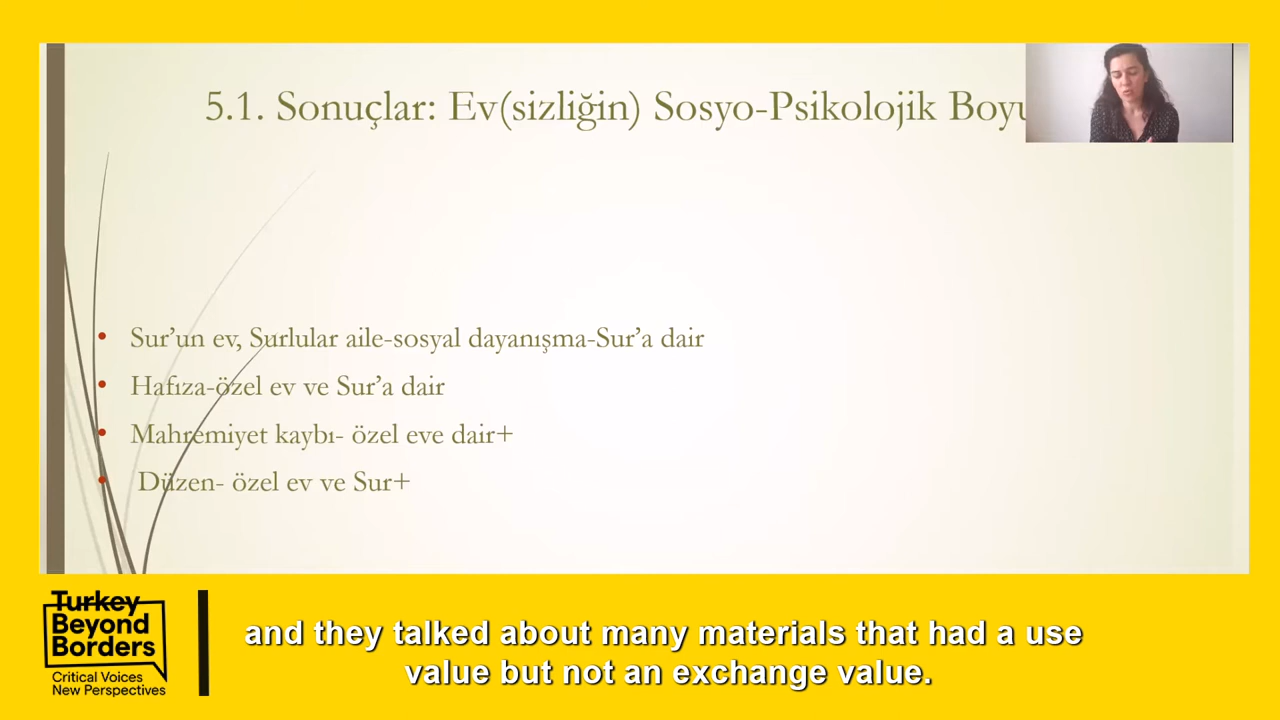 5.1. Sonuçlar: Ev(sizliğin) Sosyo-Psikolojik
• Sur’un ev, Surlular aile-sosyal dayanışma-Sur’a dair
• Hafıza-özel ev ve Sur’a dair
• Mahremiyet kaybı- özel eve dair+
• Düzen- özel ev ve Sur+
Turkey
Beyond
Borders
Critical Voices
New Perspectives
and they talked about many materials that had a use
value but not an exchange value.